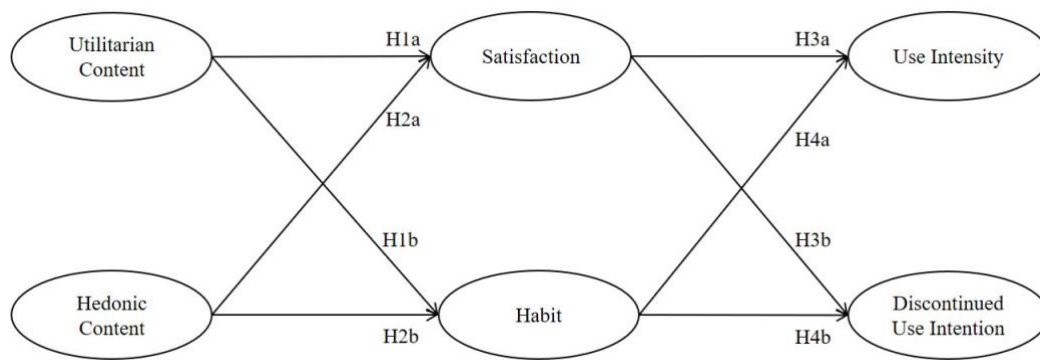 Utilitarian
Content
H1a
Satisfaction
H3a
Use Intensity
H2a
H4a
H1b
H3b
Hedonic
Content
H2b
Habit
H4b
Discontinued
Use Intention